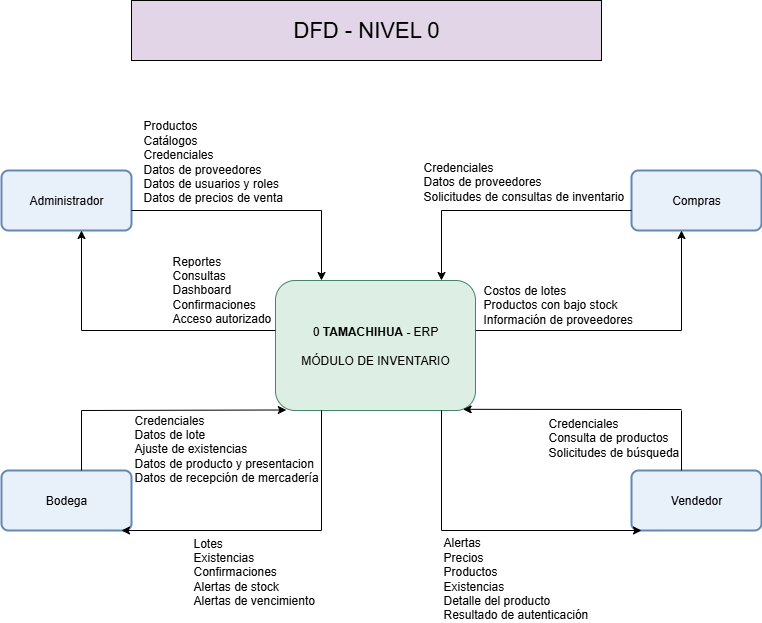 DFD - NIVEL 0
Productos
Catálogos
Credenciales
Datos de proveedores
Datos de usuarios y roles
Datos de precios de venta
Administrador
Credenciales
Datos de proveedores
Solicitudes de consultas de inventario
Compras
Reportes
Consultas
Dashboard
Confirmaciones
Acceso autorizado
Costos de lotes
Productos con bajo stock
Información de proveedores
0 TAMACHIHUA - ERP
MÓDULO DE INVENTARIO
Credenciales
Datos de lote
Ajuste de existencias
Datos de producto y presentacion
Datos de recepción de mercadería
Bodega
Credenciales
Consulta de productos
Solicitudes de búsqueda
Vendedor
Lotes
Existencias
Confirmaciones
Alertas de stock
Alertas de vencimiento
Alertas
Precios
Productos
Existencias
Detalle del producto
Resultado de autenticación